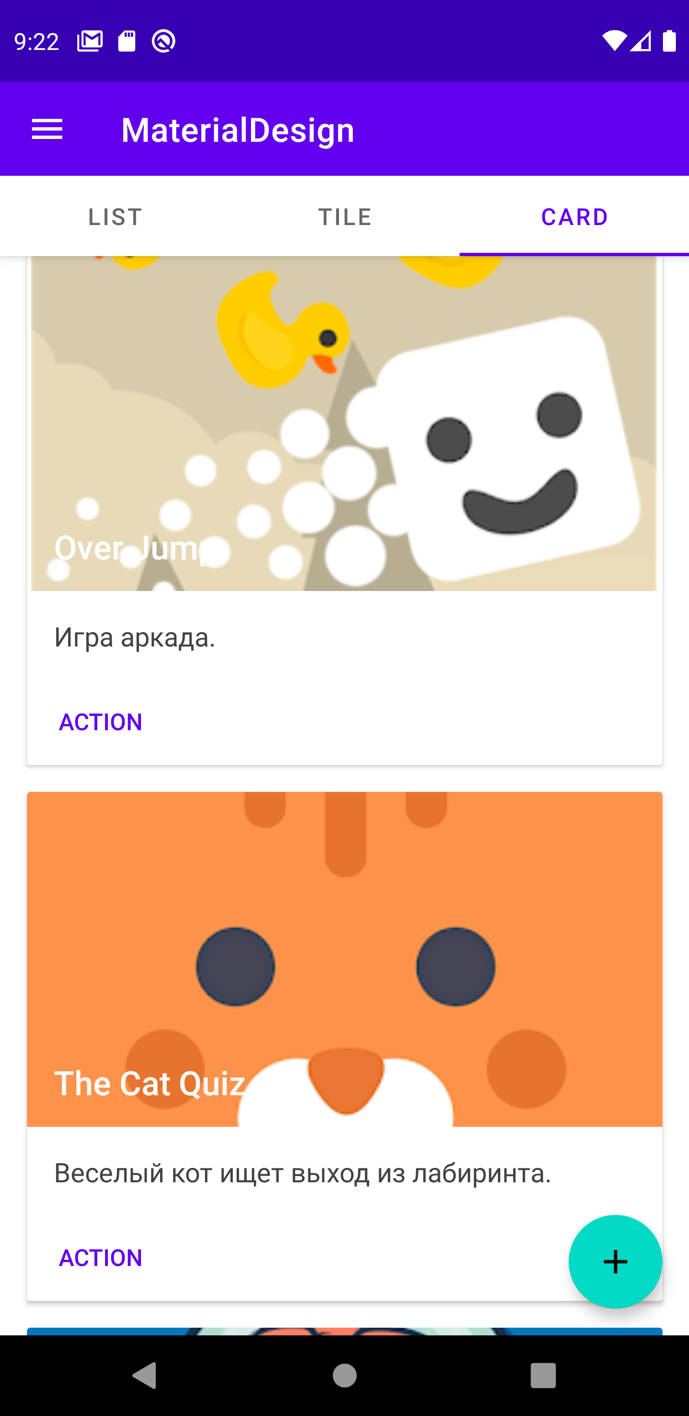 9:22
MaterialDesign
LIST
TILE
CARD
Over Jump
Игра аркада.
ACTION
The Cat Quiz
Веселый кот ищет выход из лабиринта.
ACTION